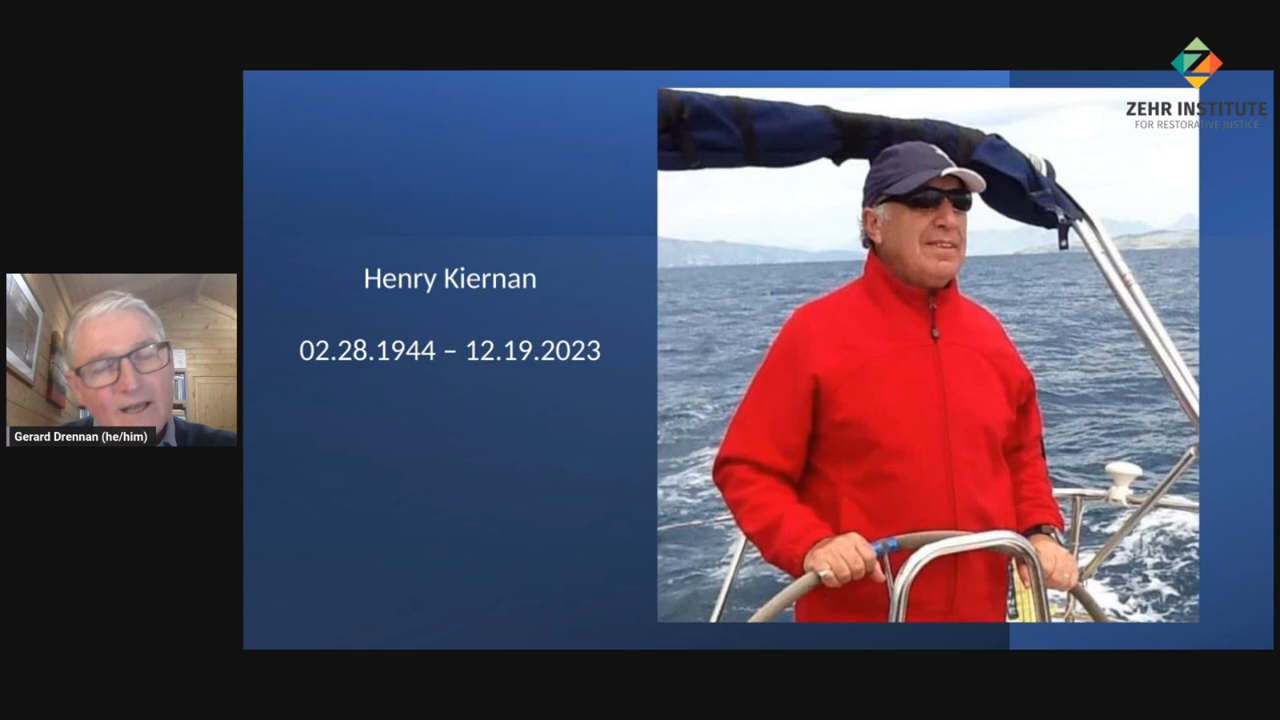 ZEHR INSTITUTE
FOR RESTORATIVE JUSTICE
Henry Kiernan
02.28.1944 – 12.19.2023
Gerard Drennan (he/him)